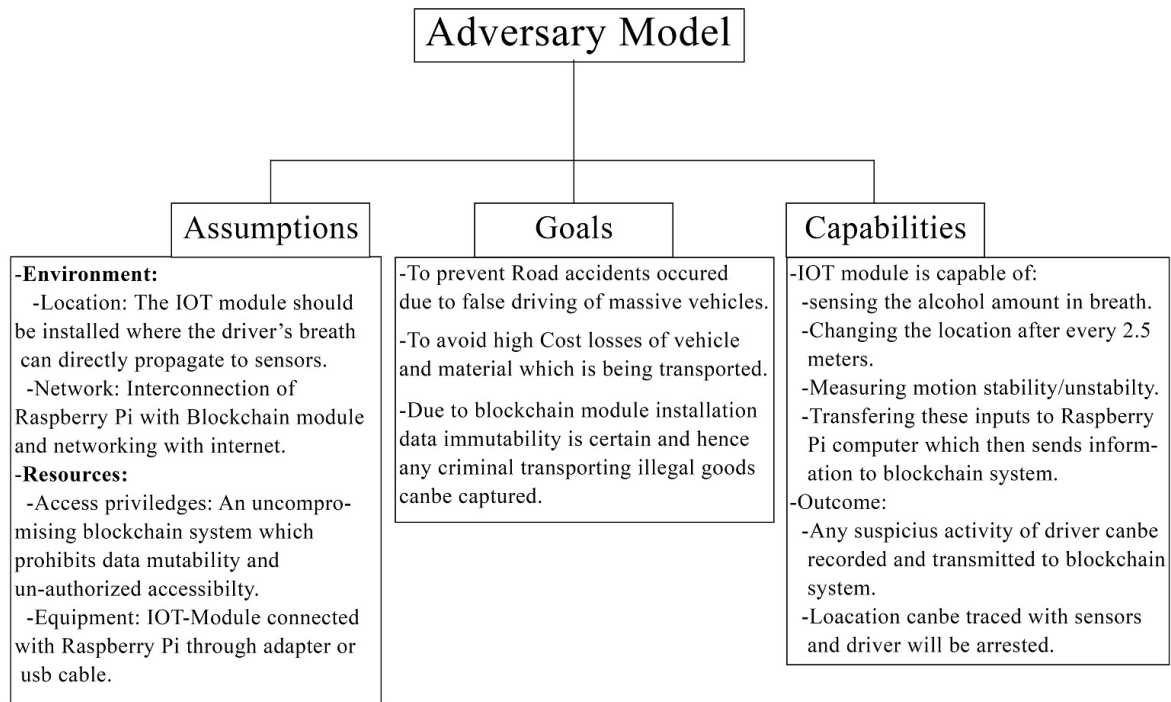 Adversary Model
Assumptions
-Environment:
-Location: The IOT module should
be installed where the driver's breath
can directly propagate to sensors.
-Network: Interconnection of
Raspberry Pi with Blockchain module
and networking with internet.
-Resources:
-Access priviledges: An uncompro-
mising blockchain system which
prohibits data mutability and
un-authorized accessibilty.
-Equipment: IOT-Module connected
with Raspberry Pi through adapter or
usb cable.
Goals
-To prevent Road accidents occured
due to false driving of massive vehicles.
-To avoid high Cost losses of vehicle
and material which is being transported.
-Due to blockchain module installation
data immutability is certain and hence
any criminal transporting illegal goods
canbe captured.
Capabilities
-IOT module is capable of:
-sensing the alcohol amount in breath.
-Changing the location after every 2.5
meters.
-Measuring motion stability/unstabilty.
-Transfering these inputs to Raspberry
Pi computer which then sends inform-
ation to blockchain system.
-Outcome:
-Any suspicius activity of driver canbe
recorded and transmitted to blockchain
system.
-Loacation canbe traced with sensors
and driver will be arrested.